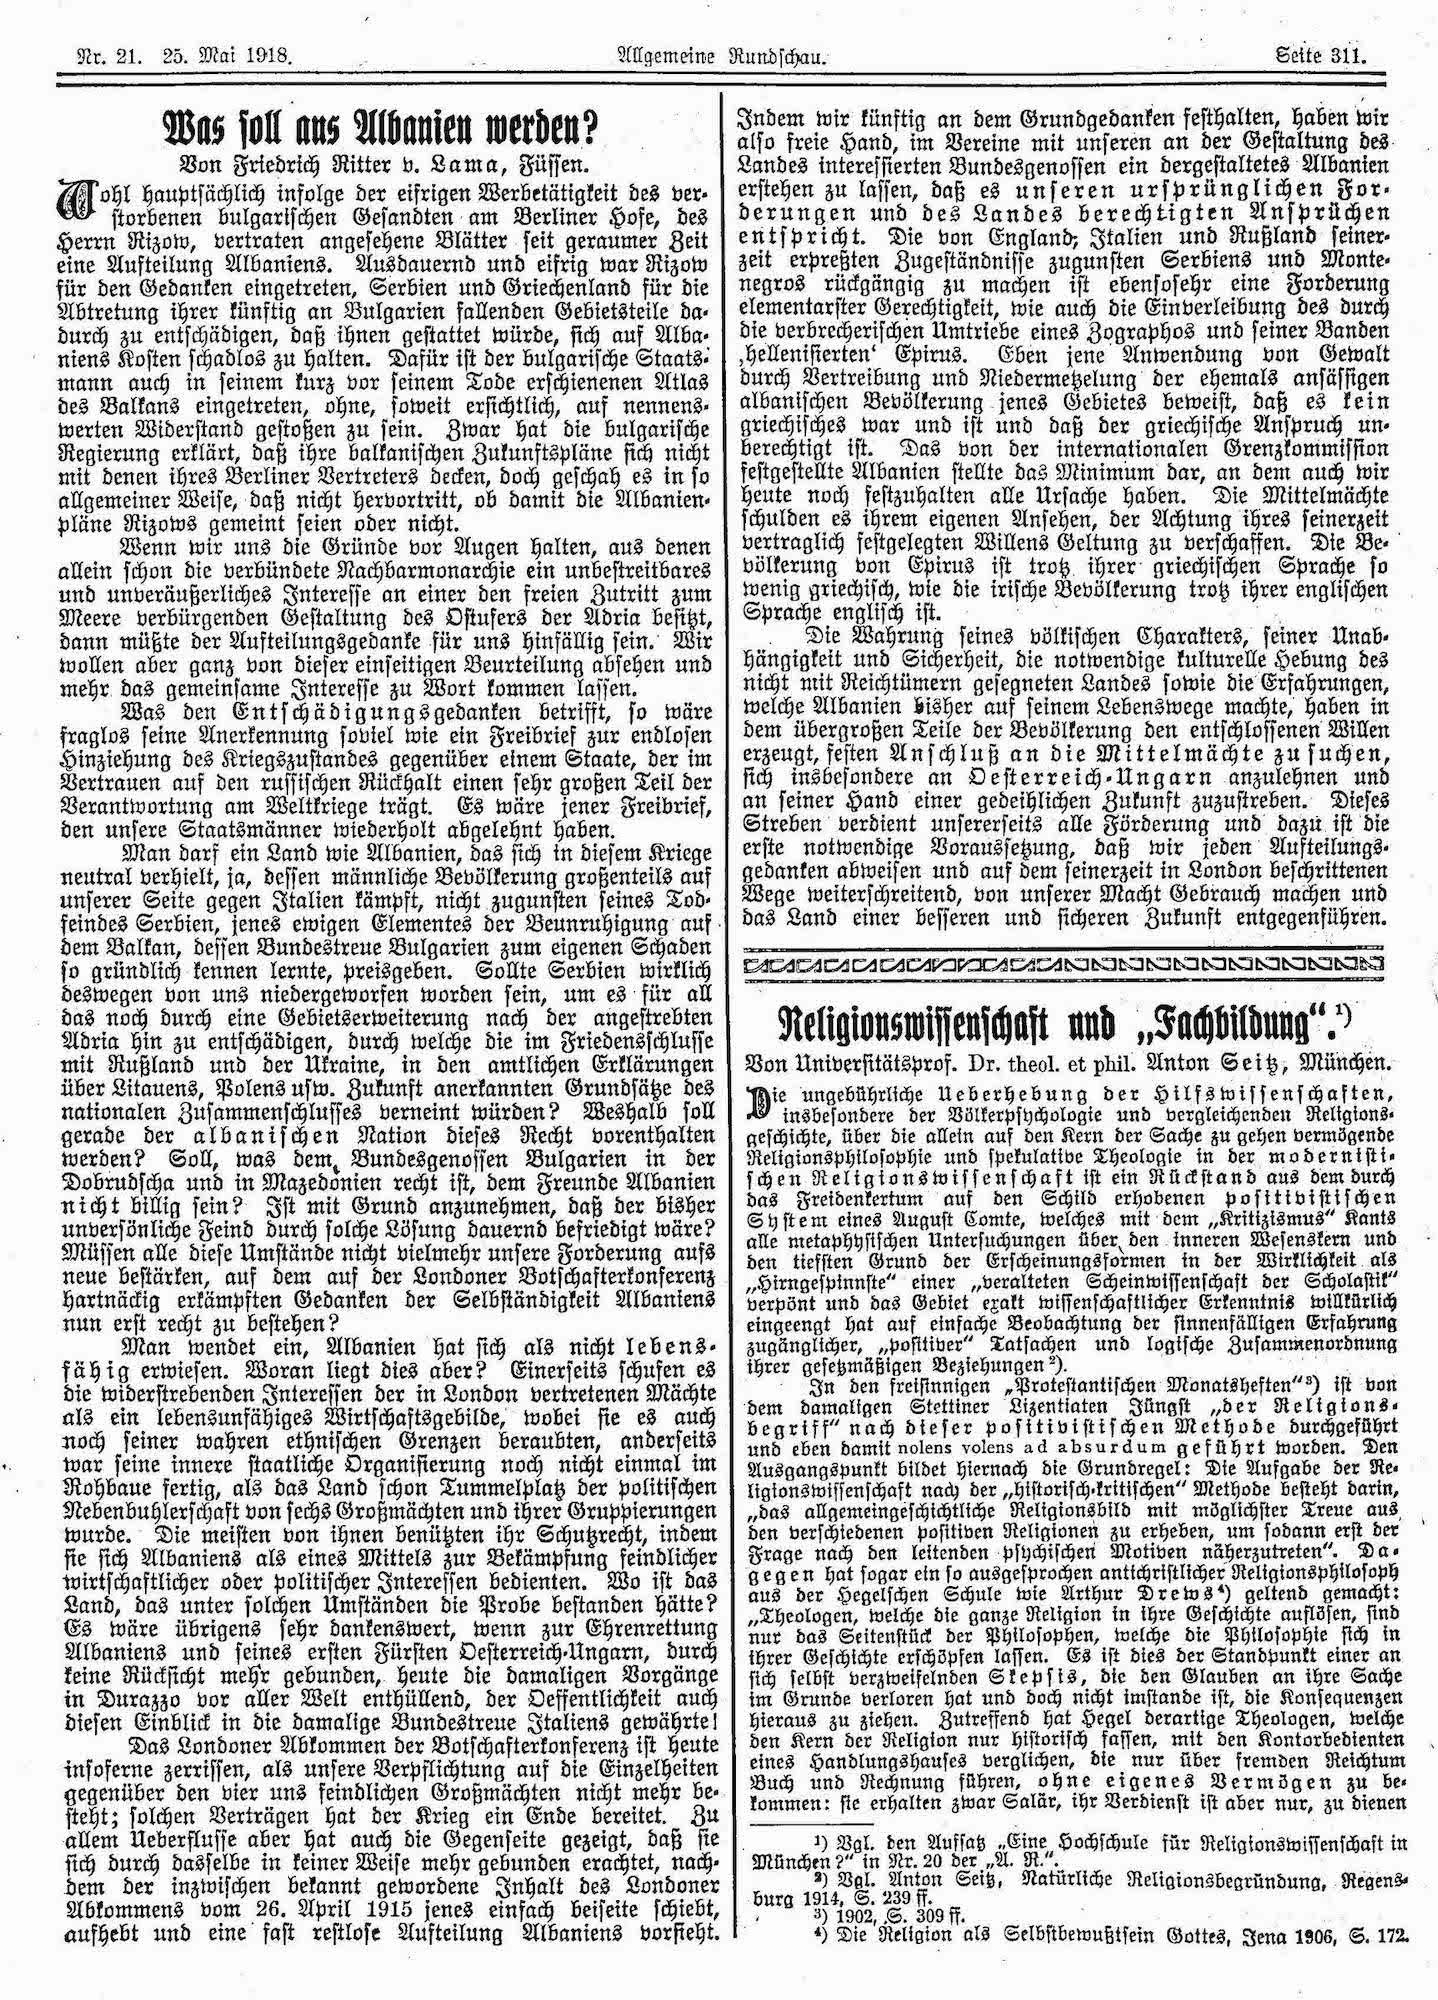 Nr. 21. 25. Mai 1918.
Allgemeine Rundschau.
Seite 311.
Was soll aus Albanien werden?
Von Friedrich Ritter v. Lama, Füssen.
Wohl hauptsächlich infolge der eifrigen Werbetätigkeit des ver-
storbenen bulgarischen Gesandten am Berliner Hofe, des
Herrn Rizow, vertraten angesehene Blätter seit geraumer Zeit
eine Aufteilung Albaniens. Ausdauernd und eifrig war Rizow
für den Gedanken eingetreten, Serbien und Griechenland für die
Abtretung ihrer künftig an Bulgarien fallenden Gebietsteile da-
durch zu entschädigen, daß ihnen gestattet würde, sich auf Alba-
niens Kosten schadlos zu halten. Dafür ist der bulgarische Staats-
mann auch in seinem kurz vor seinem Tode erschienenen Atlas
des Balkans eingetreten, ohne, soweit ersichtlich, auf nennens-
werten Widerstand gestoßen zu sein. Zwar hat die bulgarische
Regierung erklärt, daß ihre balkanischen Zukunftspläne sich nicht
mit denen ihres Berliner Vertreters decken, doch geschah es in so
allgemeiner Weise, daß nicht hervortritt, ob damit die Albanien-
pläne Rizows gemeint seien oder nicht.
Wenn wir uns die Gründe vor Augen halten, aus denen
allein schon die verbündete Nachbarmonarchie ein unbestreitbares
und unveräußerliches Interesse an einer den freien Zutritt zum
Meere verbürgenden Gestaltung des Ostufers der Adria besitzt,
dann müßte der Aufteilungsgedanke für uns hinfällig sein. Wir
wollen aber ganz von dieser einseitigen Beurteilung absehen und
mehr das gemeinsame Interesse zu Wort kommen lassen.
Was den Entschädigungsgedanken betrifft, so wäre
fraglos seine Anerkennung soviel wie ein Freibrief zur endlosen
Hinziehung des Kriegszustandes gegenüber einem Staate, der im
Vertrauen auf den russischen Rückhalt einen sehr großen Teil der
Verantwortung am Weltkriege trägt. Es wäre jener Freibrief,
den unsere Staatsmänner wiederholt abgelehnt haben.
Man darf ein Land wie Albanien, das sich in diesem Kriege
neutral verhielt, ja, dessen männliche Bevölkerung großenteils auf
unserer Seite gegen Italien kämpft, nicht zugunsten seines Tod-
feindes Serbien, jenes ewigen Elementes der Beunruhigung auf
dem Balkan, dessen Bundestreue Bulgarien zum eigenen Schaden
so gründlich kennen lernte, preisgeben. Sollte Serbien wirklich
deswegen von uns niedergeworfen worden sein, um es für all
das noch durch eine Gebietserweiterung nach der angestrebten
Adria hin zu entschädigen, durch welche die im Friedensschlusse
mit Rußland und der Ukraine, in den amtlichen Erklärungen
über Litauens, Polens usw. Zukunft anerkannten Grundsätze des
nationalen Zusammenschlusses verneint würden? Weshalb soll
gerade der albanischen Nation dieses Recht vorenthalten
werden? Soll, was dem Bundesgenossen Bulgarien in der
Dobrudscha und in Mazedonien recht ist, dem Freunde Albanien
nicht billig sein? Ist mit Grund anzunehmen, daß der bisher
unversönliche Feind durch solche Lösung dauernd befriedigt wäre?
Müssen alle diese Umstände nicht vielmehr unsere Forderung aufs
neue bestärken, auf dem auf der Londoner Botschafterkonferenz
hartnäckig erkämpften Gedanken der Selbständigkeit Albaniens
nun erst recht zu bestehen?
Man wendet ein, Albanien hat sich als nicht lebens-
fähig erwiesen. Woran liegt dies aber? Einerseits schufen es
die widerstrebenden Interessen der in London vertretenen Mächte
als ein lebensunfähiges Wirtschaftsgebilde, wobei sie es auch
noch seiner wahren ethnischen Grenzen beraubten, anderseits
war seine innere staatliche Organisierung noch nicht einmal im
Rohbaue fertig, als das Land schon Tummelplatz der politischen
Nebenbuhlerschaft von sechs Großmächten und ihrer Gruppierungen
wurde. Die meisten von ihnen benützten ihr Schutzrecht, indem
sie sich Albaniens als eines Mittels zur Bekämpfung feindlicher
wirtschaftlicher oder politischer Interessen bedienten. Wo ist das
Land, das unter solchen Umständen die Probe bestanden hätte?
Es wäre übrigens sehr dankenswert, wenn zur Ehrenrettung
Albaniens und seines ersten Fürsten Oesterreich-Ungarn, durch
keine Rücksicht mehr gebunden, heute die damaligen Vorgänge
in Durazzo vor aller Welt enthüllend, der Oeffentlichkeit auch
diesen Einblick in die damalige Bundestreue Italiens gewährte!
Das Londoner Abkommen der Botschafterkonferenz ist heute
insoferne zerrissen, als unsere Verpflichtung auf die Einzelheiten
gegenüber den vier uns feindlichen Großmächten nicht mehr be-
steht; solchen Verträgen hat der Krieg ein Ende bereitet. Zu
allem Ueberflusse aber hat auch die Gegenseite gezeigt, daß sie
sich durch dasselbe in keiner Weise mehr gebunden erachtet, nach-
dem der inzwischen bekannt gewordene Inhalt des Londoner
Abkommens vom 26. April 1915 jenes einfach beiseite schiebt,
aufhebt und eine fast restlose Aufteilung Albaniens vorsieht.
Indem wir künftig an dem Grundgedanken festhalten, haben wir
also freie Hand, im Vereine mit unseren an der Gestaltung des
Landes interessierten Bundesgenossen ein dergestaltetes Albanien
erstehen zu lassen, daß es unseren ursprünglichen For-
derungen und des Landes berechtigten Ansprüchen
entspricht. Die von England, Italien und Rußland seiner-
zeit erpreßten Zugeständnisse zugunsten Serbiens und Monte-
negros rückgängig zu machen ist ebensosehr eine Forderung
elementarster Gerechtigkeit, wie auch die Einverleibung des durch
die verbrecherischen Umtriebe eines Zographos und seiner Banden
‚hellenisierten‘ Epirus. Eben jene Anwendung von Gewalt
durch Vertreibung und Niedermetzelung der ehemals ansässigen
albanischen Bevölkerung jenes Gebietes beweist, daß es kein
griechisches war und ist und daß der griechische Anspruch un-
berechtigt ist. Das von der internationalen Grenzkommission
festgestellte Albanien stellte das Minimum dar, an dem auch wir
heute noch festzuhalten alle Ursache haben. Die Mittelmächte
schulden es ihrem eigenen Ansehen, der Achtung ihres seinerzeit
vertraglich festgelegten Willens Geltung zu verschaffen. Die Be-
völkerung von Epirus ist trotz ihrer griechischen Sprache so
wenig griechisch, wie die irische Bevölkerung trotz ihrer englischen
Sprache englisch ist.
Die Wahrung seines völkischen Charakters, seiner Unab-
hängigkeit und Sicherheit, die notwendige kulturelle Hebung des
nicht mit Reichtümern gesegneten Landes sowie die Erfahrungen,
welche Albanien bisher auf seinem Lebenswege machte, haben in
dem übergroßen Teile der Bevölkerung den entschlossenen Willen
erzeugt, festen Anschluß an die Mittelmächte zu suchen,
sich insbesondere an Oesterreich-Ungarn anzulehnen und
an seiner Hand einer gedeihlichen Zukunft zuzustreben. Dieses
Streben verdient unsererseits alle Förderung und dazu ist die
erste notwendige Voraussetzung, daß wir jeden Aufteilungs-
gedanken abweisen und auf dem seinerzeit in London beschrittenen
Wege weiterschreitend, von unserer Macht Gebrauch machen und
das Land einer besseren und sicheren Zukunft entgegenführen.
Religionswissenschaft und „Fachbildung“.¹)
Von Universitätsprof. Dr. theol. et phil. Anton Seitz, München.
Die ungebührliche Ueberhebung der Hilfswissenschaften,
insbesondere der Völkerpsychologie und vergleichenden Religions-
geschichte, über die allein auf den Kern der Sache zu gehen vermögende
Religionsphilosophie und spekulative Theologie in der modernisti-
schen Religionswissenschaft ist ein Rückstand aus dem durch
das Freidenkertum auf den Schild erhobenen positivistischen
System eines August Comte, welches mit dem „Kritizismus“ Kants
alle metaphysischen Untersuchungen über den inneren Wesenskern und
den tiefsten Grund der Erscheinungsformen in der Wirklichkeit als
„Hirngespinnste“ einer „veralteten Scheinwissenschaft der Scholastik“
verpönt und das Gebiet exakt wissenschaftlicher Erkenntnis willkürlich
eingeengt hat auf einfache Beobachtung der sinnenfälligen Erfahrung
zugänglicher, „positiver“ Tatsachen und logische Zusammenordnung
ihrer gesetzmäßigen Beziehungen²).
In den freisinnigen „Protestantischen Monatsheften“³) ist von
dem damaligen Stettiner Lizentiaten Jüngst „der Religions-
begriff“ nach dieser positivistischen Methode durchgeführt
und eben damit nolens volens ad absurdum geführt worden. Den
Ausgangspunkt bildet hiernach die Grundregel: Die Aufgabe der Re-
ligionswissenschaft nach der „historisch-kritischen“ Methode besteht darin,
„das allgemeingeschichtliche Religionsbild mit möglichster Treue aus
den verschiedenen positiven Religionen zu erheben, um sodann erst der
Frage nach den leitenden psychischen Motiven näherzutreten“. Da-
gegen hat sogar ein so ausgesprochen antichristlicher Religionsphilosoph
aus der Hegelschen Schule wie Arthur Drews⁴) geltend gemacht:
„Theologen, welche die ganze Religion in ihre Geschichte auflösen, sind
nur das Seitenstück der Philosophen, welche die Philosophie sich in
ihrer Geschichte erschöpfen lassen. Es ist dies der Standpunkt einer an
sich selbst verzweifelnden Skepsis, die den Glauben an ihre Sache
im Grunde verloren hat und doch nicht imstande ist, die Konsequenzen
hieraus zu ziehen. Zutreffend hat Hegel derartige Theologen, welche
den Kern der Religion nur historisch fassen, mit den Kontorbedienten
eines Handlungshauses verglichen, die nur über fremden Reichtum
Buch und Rechnung führen, ohne eigenes Vermögen zu be-
kommen: sie erhalten zwar Salär, ihr Verdienst ist aber nur, zu dienen
¹) Vgl. den Aufsatz „Eine Hochschule für Religionswissenschaft in
München?“ in Nr. 20 der „A. R.“.
²) Vgl. Anton Seitz, Natürliche Religionsbegründung, Regens-
burg 1914, S. 239 ff.
³) 1902, S. 309 ff.
⁴) Die Religion als Selbstbewußtsein Gottes, Jena 1906, S. 172.